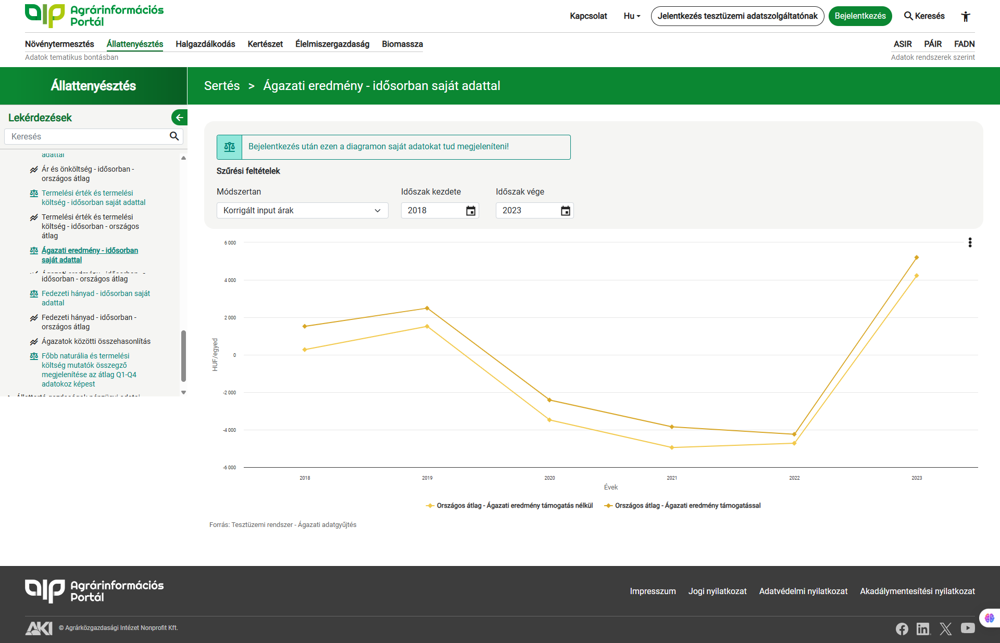 Agrárinformációs
Portál
Kapcsolat
Hu
Jelentkezés tesztüzemi adatszolgáltatónak
Bejelentkezés
Keresés
Növénytermesztés
Állattenyésztés
Halgazdálkodás
Kertészet
Élelmiszergazdaság
Biomassza
Adatok tematikus bontásban
ASIR
PÁIR
FADN
Adatok rendszerek szerint
Állattenyésztés
Sertés > Ágazati eredmény - idősorban saját adattal
Lekérdezések
Keresés
adattal
Ár és önköltség - idősorban -
országos átlag
Termelési érték és termelési
költség - idősorban saját adattal
Termelési érték és termelési
költség - idősorban - országos
átlag
Ágazati eredmény - idősorban
saját adattal
idősorban - országos átlag
Fedezeti hányad - idősorban saját
adattal
Fedezeti hányad - idősorban -
országos átlag
Ágazatok közötti összehasonlítás
Főbb naturália és termelési
költség mutatók összegző
megjelenítése az átlag Q1-Q4
adatokoz képest
Bejelentkezés után ezen a diagramon saját adatokat tud megjeleníteni!
Szűrési feltételek
Módszertan
Időszak kezdete
Időszak vége
Korrigált input árak
2018
2023
6 000
4 000
2 000
0
-2 000
-4 000
-6 000
HUF/egyed
2018
2019
2020
2021
2022
2023
Évek
Országos átlag - Ágazati eredmény támogatás nélkül
Országos átlag - Ágazati eredmény támogatással
Forrás: Tesztüzemi rendszer - Ágazati adatgyűjtés
Agrárinformációs
Portál
Impresszum
Jogi nyilatkozat
Adatvédelmi nyilatkozat
Akadálymentesítési nyilatkozat
AKI
© Agrárközgazdasági Intézet Nonprofit Kft.